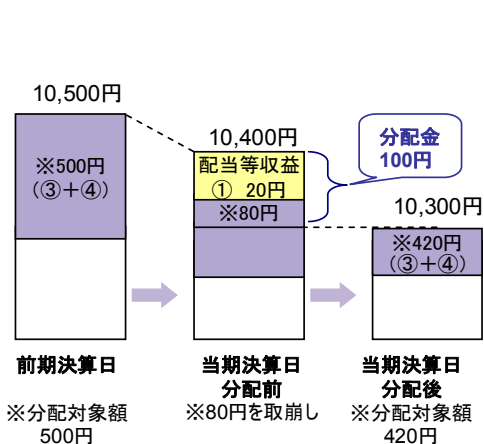 10,500円
※500円
（③＋④）
10,400円
配当等収益
① 20円
※80円
分配金
100円
10,300円
※420円
（③＋④）
前期決算日
※分配対象額
500円
当期決算日
分配前
※80円を取崩し
当期決算日
分配後
※分配対象額
420円